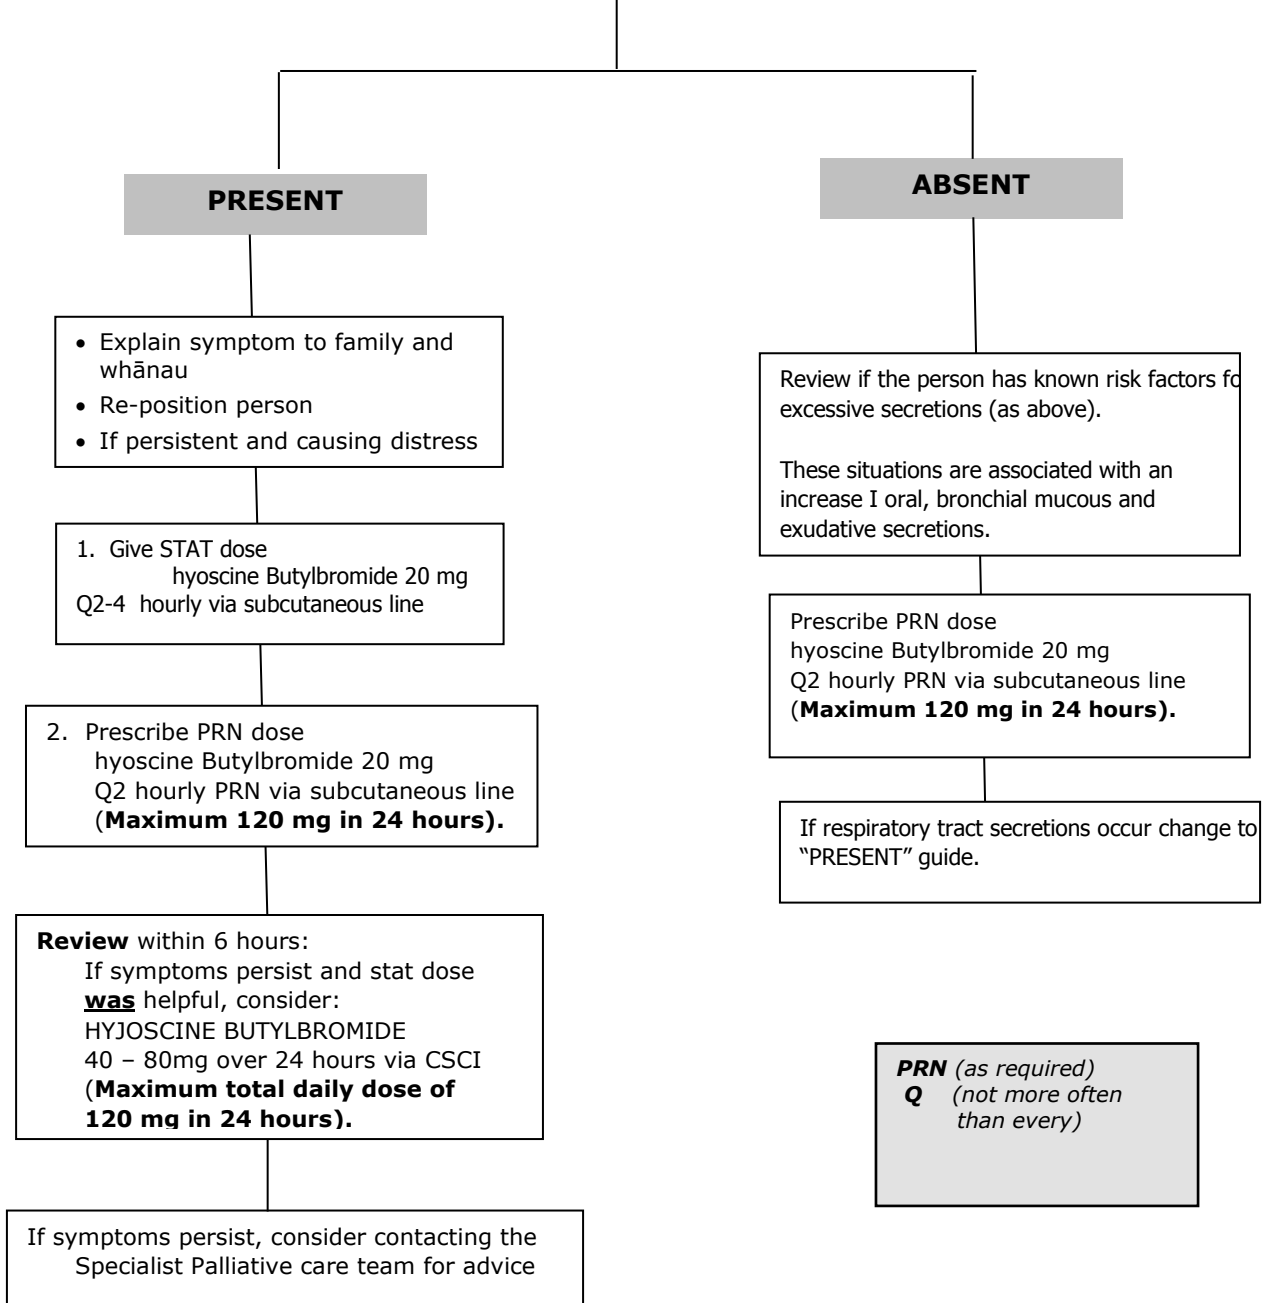 PRESENT
• Explain symptom to family and
whānau
• Re-position person
• If persistent and causing distress
1. Give STAT dose
hyoscine Butylbromide 20 mg
Q2-4 hourly via subcutaneous line
2. Prescribe PRN dose
hyoscine Butylbromide 20 mg
Q2 hourly PRN via subcutaneous line
(Maximum 120 mg in 24 hours).
Review within 6 hours:
If symptoms persist and stat dose
was helpful, consider:
HYJOSCINE BUTYLBROMIDE
40 – 80mg over 24 hours via CSCI
(Maximum total daily dose of
120 mg in 24 hours).
If symptoms persist, consider contacting the
Specialist Palliative care team for advice
ABSENT
Review if the person has known risk factors fo
excessive secretions (as above).
These situations are associated with an
increase I oral, bronchial mucous and
exudative secretions.
Prescribe PRN dose
hyoscine Butylbromide 20 mg
Q2 hourly PRN via subcutaneous line
(Maximum 120 mg in 24 hours).
If respiratory tract secretions occur change to
“PRESENT” guide.
PRN (as required)
Q (not more often
than every)